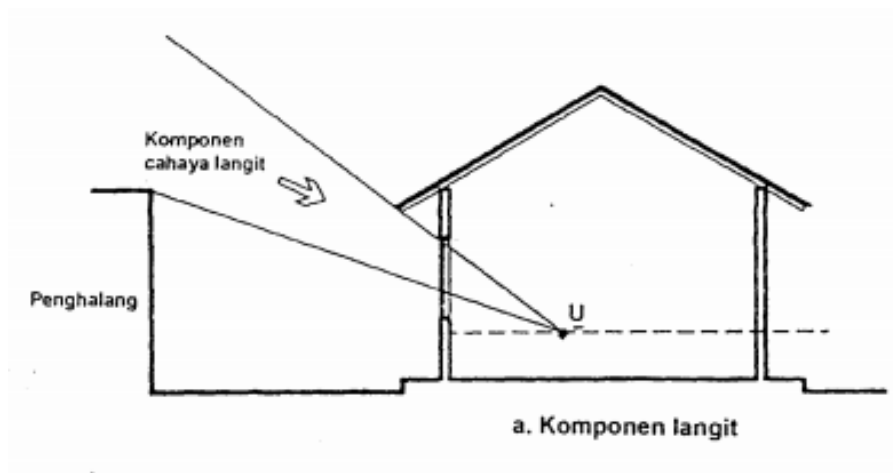 Komponen
cahaya langit
Penghalang
U
a. Komponen langit